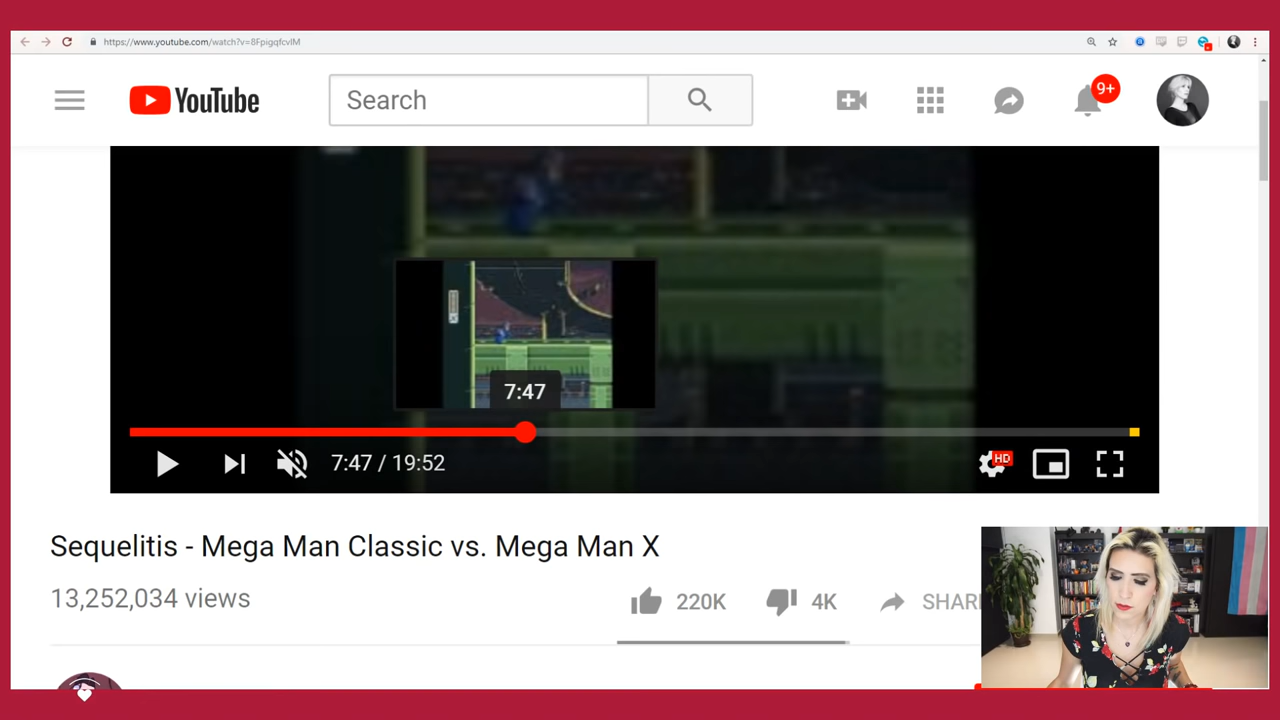 https://www.youtube.com/watch?v=8FpigqfcvlM
YouTube
Search
9+
7:47
7:47 / 19:52
HD
Sequelitis - Mega Man Classic vs. Mega Man X
13,252,034 views
220K
4K
SHAR